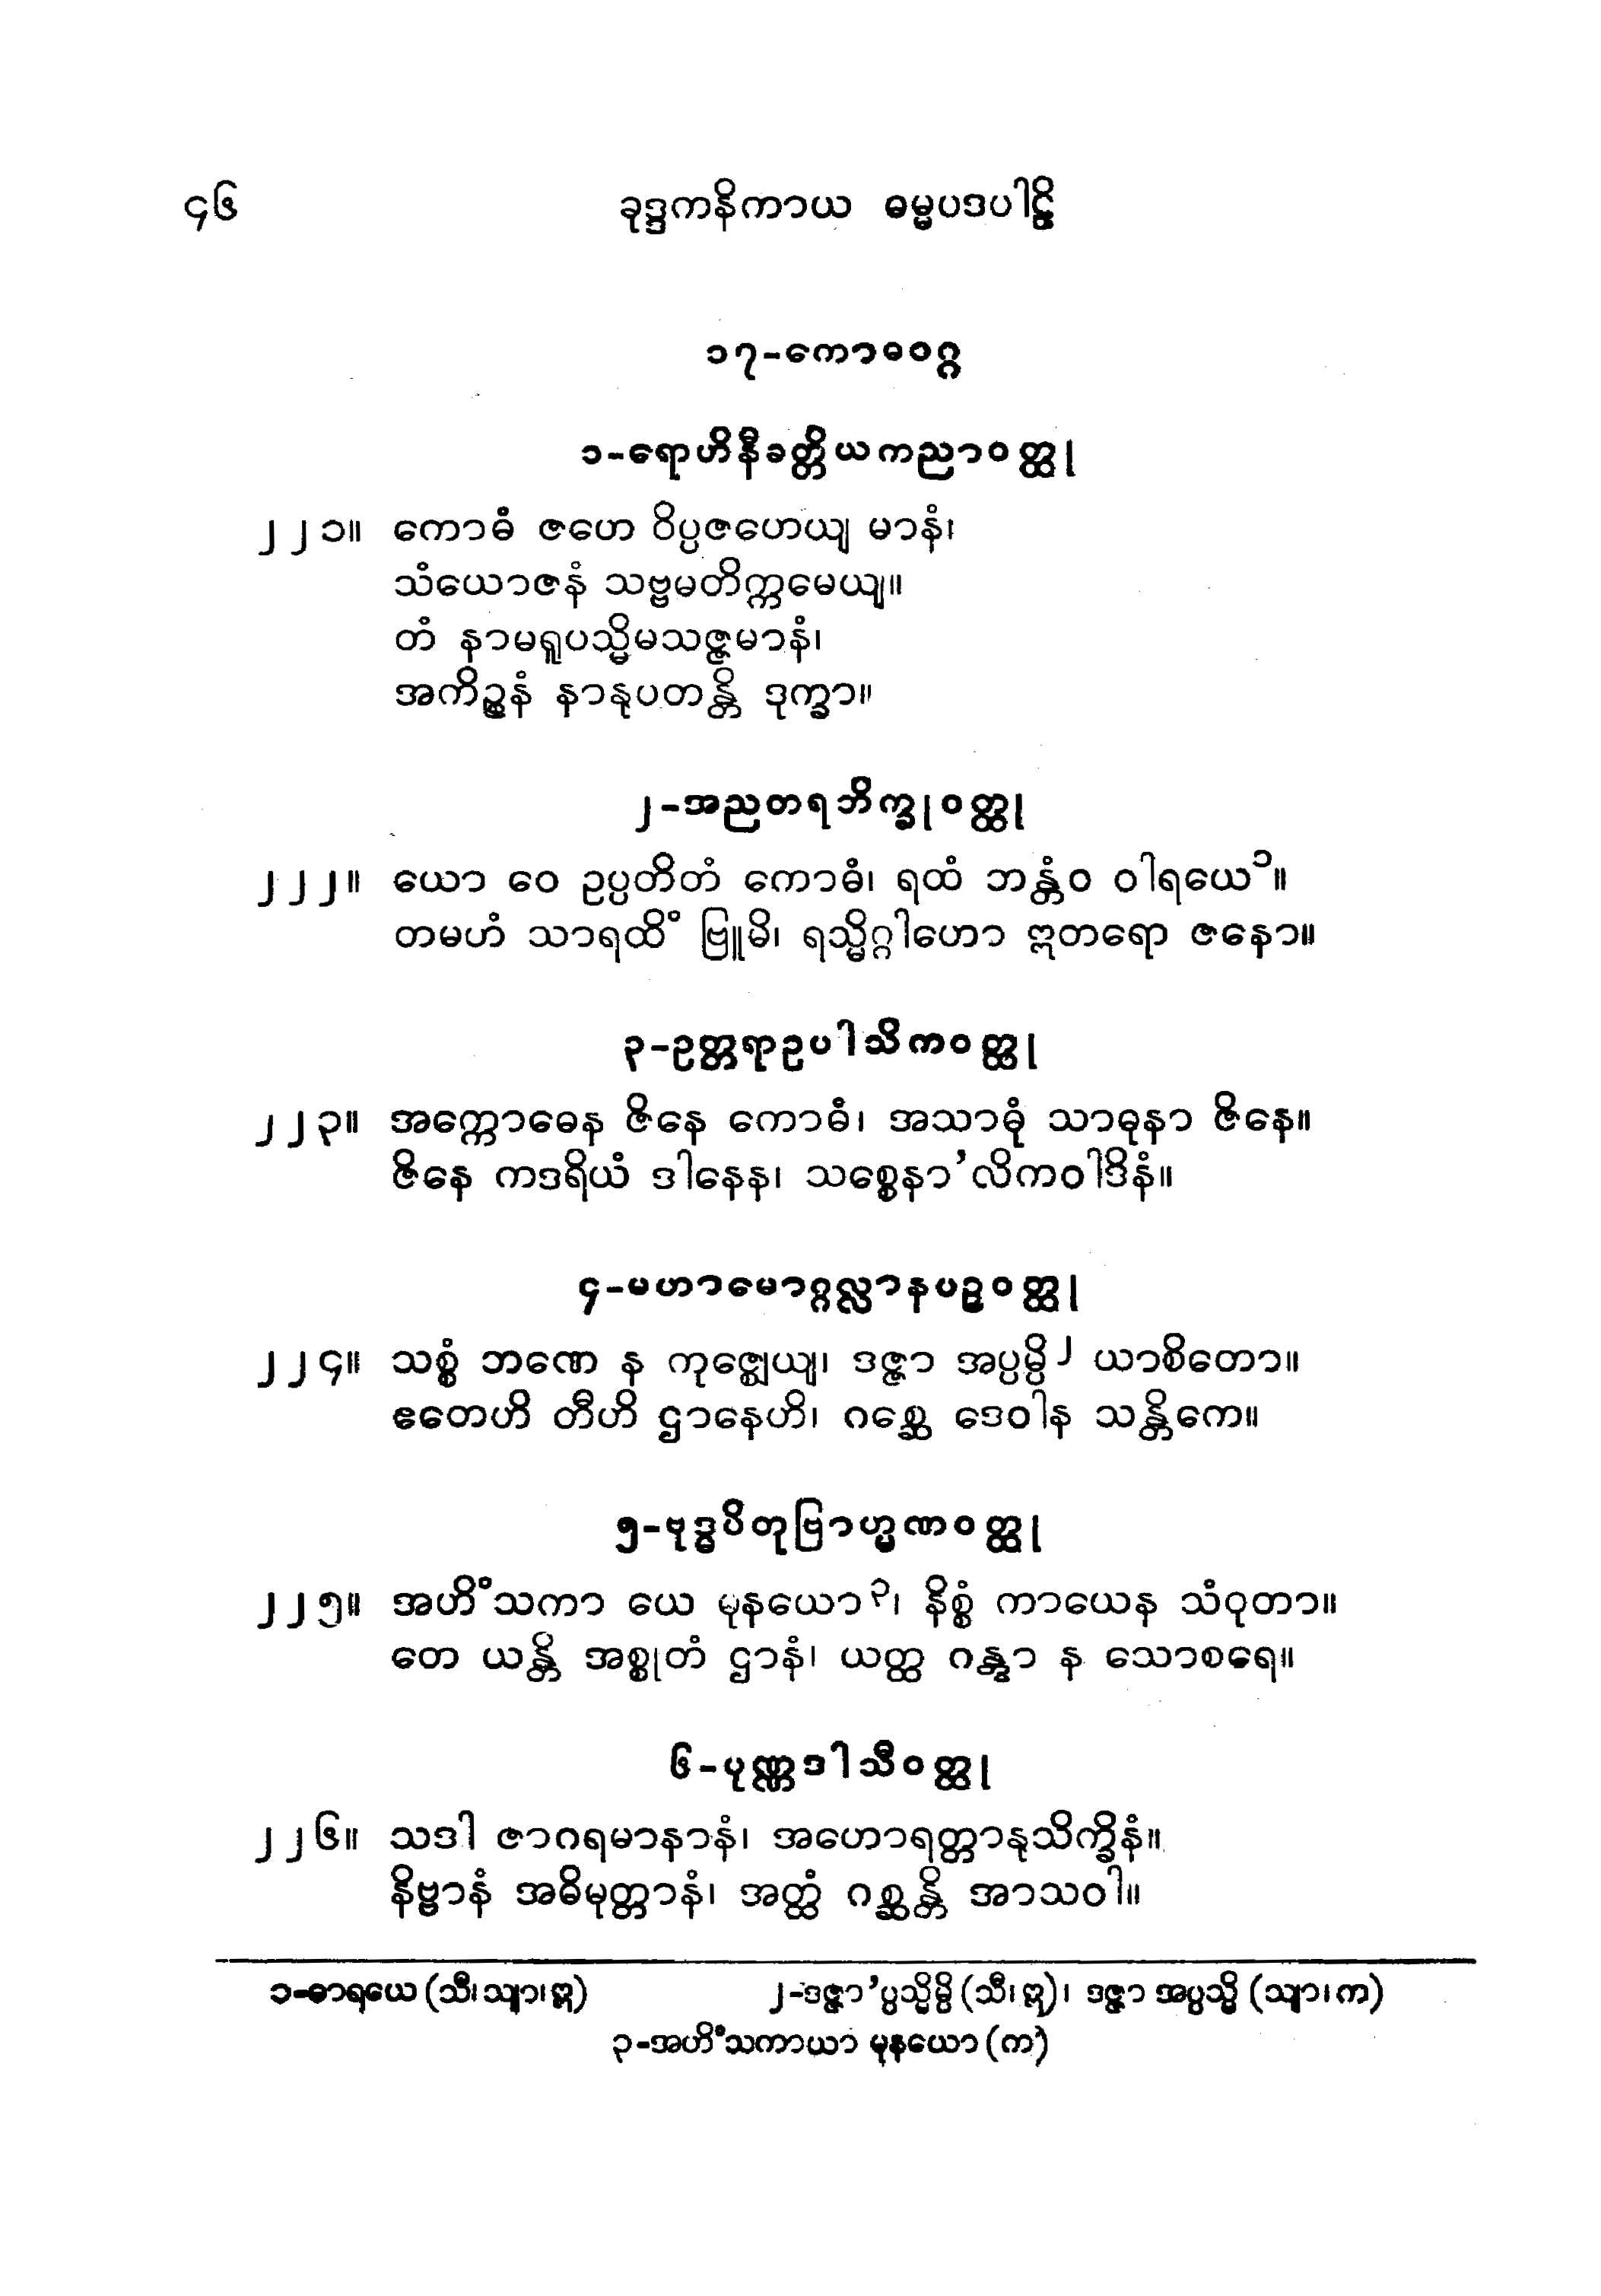 ၄၆ ခုဒ္ဒကနိကာယ ဓမ္မပဒပါဠိ
၁၇-ကောဓဝဂ္ဂ
၁-ရောဟိနီခတ္တိယကညာဝတ္ထု
၂၂၁။ ကောဓံ ဇဟေ ဝိပ္ပဇဟေယျ မာနံ၊
သံယောဇနံ သဗ္ဗမတိက္ကမေယျ။
တံ နာမရူပသ္မိမသဇ္ဇမာနံ၊
အကိဉ္စနံ နာနုပတန္တိ ဒုက္ခာ။
၂-အညတရဘိက္ခုဝတ္ထု
၂၂၂။ ယော ဝေ ဥပ္ပတိတံ ကောဓံ၊ ရထံ ဘန္တံဝ ဝါရယေ၁။
တမဟံ သာရထိံ ဗြူမိ၊ ရသ္မိဂ္ဂါဟော ဣတရော ဇနော။
၃-ဥတ္တရာဥပါသိကဝတ္ထု
၂၂၃။ အက္ကောဓေန ဇိနေ ကောဓံ၊ အသာဓုံ သာဓုနာ ဇိနေ။
ဇိနေ ကဒရိယံ ဒါနေန၊ သစ္စေနာ’လိကဝါဒိနံ။
၄-မဟာမောဂ္ဂလ္လာနပဉှဝတ္ထု
၂၂၄။ သစ္စံ ဘဏေ န ကုဇ္ဈေယျ၊ ဒဇ္ဇာ အပ္ပမ္ပိ၂ ယာစိတော။
ဧတေဟိ တီဟိ ဌာနေဟိ၊ ဂစ္ဆေ ဒေဝါန သန္တိကေ။
၅-ဗုဒ္ဓပိတုဗြာဟ္မဏဝတ္ထု
၂၂၅။ အဟိံသကာ ယေ မုနယော၃၊ နိစ္စံ ကာယေန သံဝုတာ။
တေ ယန္တိ အစ္စုတံ ဌာနံ၊ ယတ္ထ ဂန္တွာ န သောစရေ။
၆-ပုဏ္ဏဒါသီဝတ္ထု
၂၂၆။ သဒါ ဇာဂရမာနာနံ၊ အဟောရတ္တာနုသိက္ခိနံ။
နိဗ္ဗာနံ အဓိမုတ္တာနံ၊ အတ္ထံ ဂစ္ဆန္တိ အာသဝါ။
၁-ဓာရယေ (သီ၊ သျာ၊ ဣ) ၂-ဒဇ္ဇာ’ပ္ပသ္မိမ္ပိ (သီ၊ ဣ)၊ ဒဇ္ဇာ အပ္ပသ္မိ (သျာ၊ က)
၃-အဟိံသကာယာ မုနယော (က)